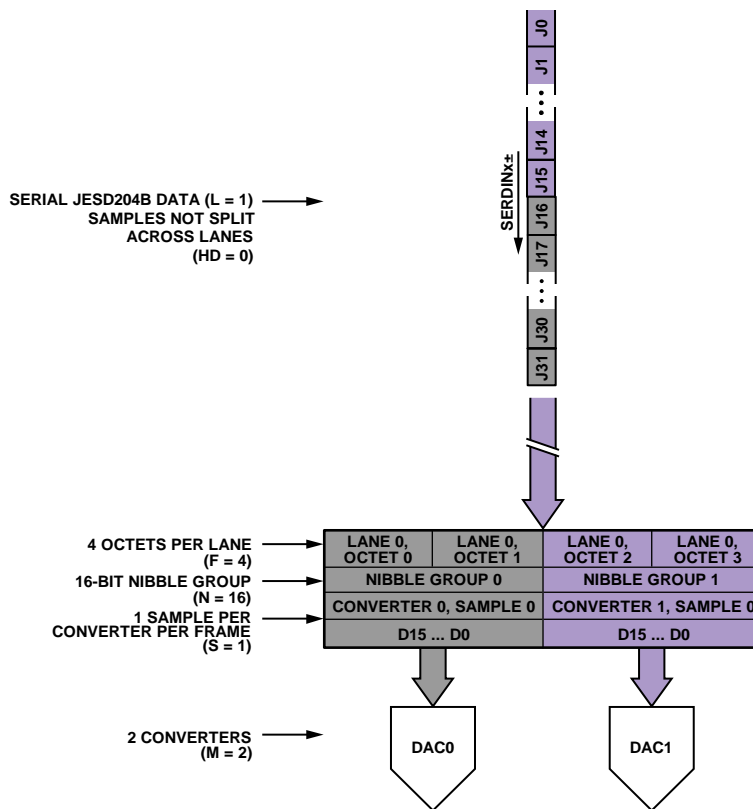 J0
J1
J14
J15
J16
J17
J30
J31
SERDINx±
SERIAL JESD204B DATA (L = 1)
SAMPLES NOT SPLIT
ACROSS LANES
(HD = 0)
4 OCTETS PER LANE
(F = 4)
LANE 0,
OCTET 0
LANE 0,
OCTET 1
LANE 0,
OCTET 2
LANE 0,
OCTET 3
16-BIT NIBBLE GROUP
(N = 16)
NIBBLE GROUP 0
NIBBLE GROUP 1
1 SAMPLE PER
CONVERTER PER FRAME
(S = 1)
CONVERTER 0, SAMPLE 0
CONVERTER 1, SAMPLE 0
D15 ... D0
D15 ... D0
2 CONVERTERS
(M = 2)
DAC0
DAC1